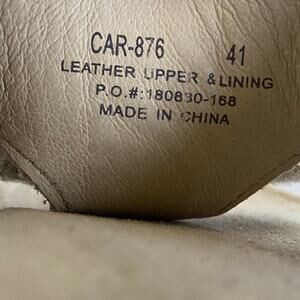 CAR-876 41
LEATHER UPPER & LINING
P.O.#:180830-168
MADE IN CHINA